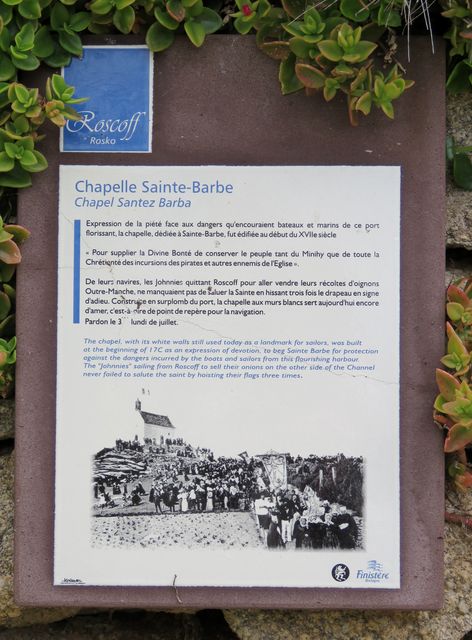 Roscoff
Rosko
Chapelle Sainte-Barbe
Chapel Santez Barba
Expression de la piété face aux dangers qu'encouraient bateaux et marins de ce port
florissant, la chapelle, dédiée à Sainte-Barbe, fut édifiée au début du XVIIe siècle
« Pour supplier la Divine Bonté de conserver le peuple tant du Minihy que de toute la
Chrétienté des incursions des pirates et autres ennemis de l'Eglise ».
De leurs navires, les Johnnies quittant Roscoff pour aller vendre leurs récoltes d'oignons
Outre-Manche, ne manquaient pas de saluer la Sainte en hissant trois fois le drapeau en signe
d'adieu. Construite en surplomb du port, la chapelle aux murs blancs sert aujourd'hui encore
d'amer, c'est-à-dire de point de repère pour la navigation.
Pardon le 3 lundi de juillet.
The chapel, with its white walls still used today as a landmark for sailors, was built
at the beginning of 17C as an expression of devotion, to beg Sainte Barbe for protection
against the dangers incurred by the boats and sailors from this flourishing harbour.
The "Johnnies" sailing from Roscoff to sell their onions on the other side of the Channel
never failed to salute the saint by hoisting their flags three times.
Finistère